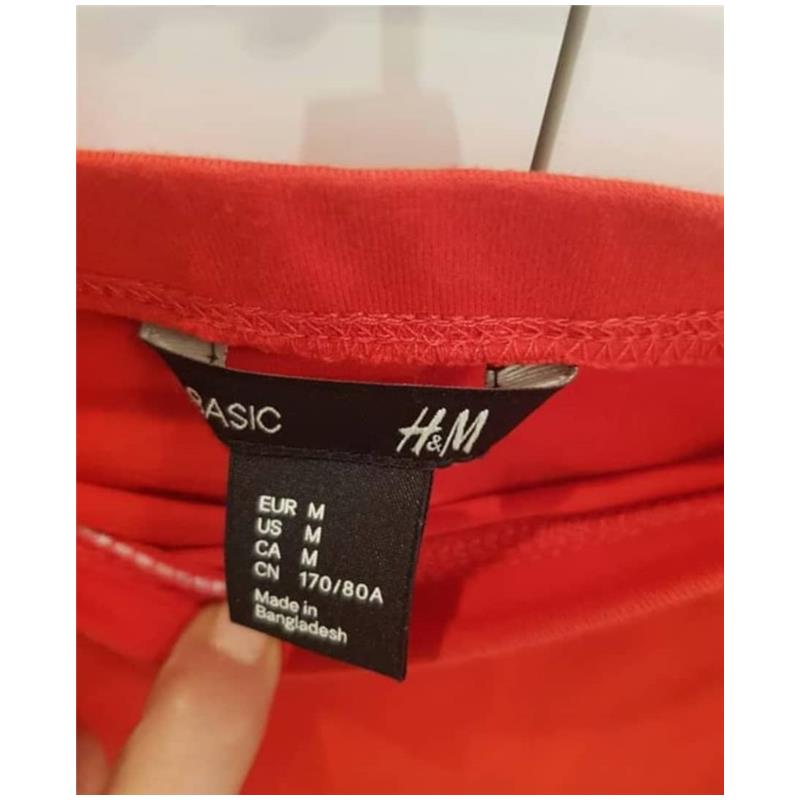 BASIC H&M
EUR M
US M
CA M
CN 170/80A
Made in
Bangladesh